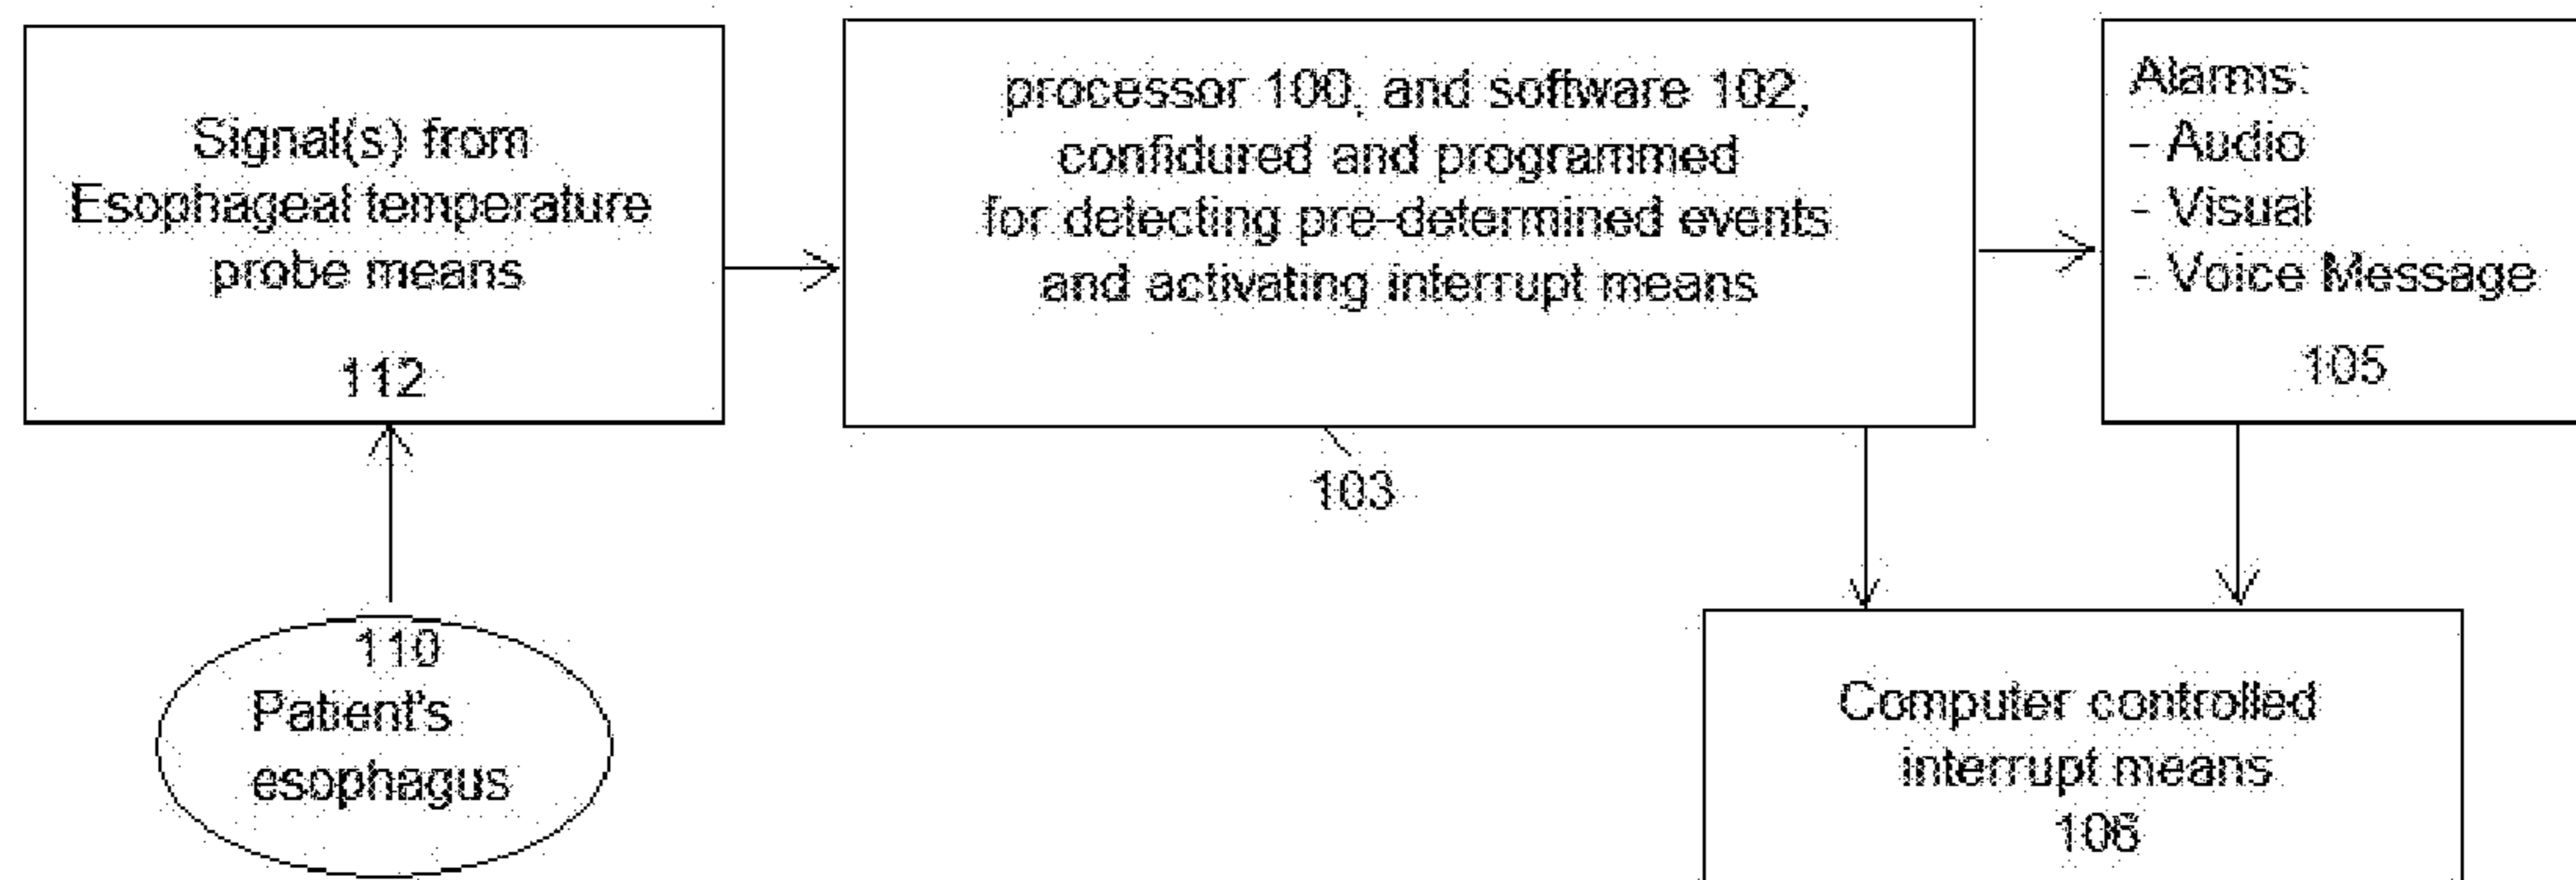 Signal(s) from
Esophageal temperature
probe means
112
processor 100, and software 102,
confidured and programmed
for detecting pre-determined events
and activating interrupt means
103
Alarms:
- Audio
- Visual
- Voice Message
105
110
Patient's
esophagus
Computer controlled
interrupt means
106